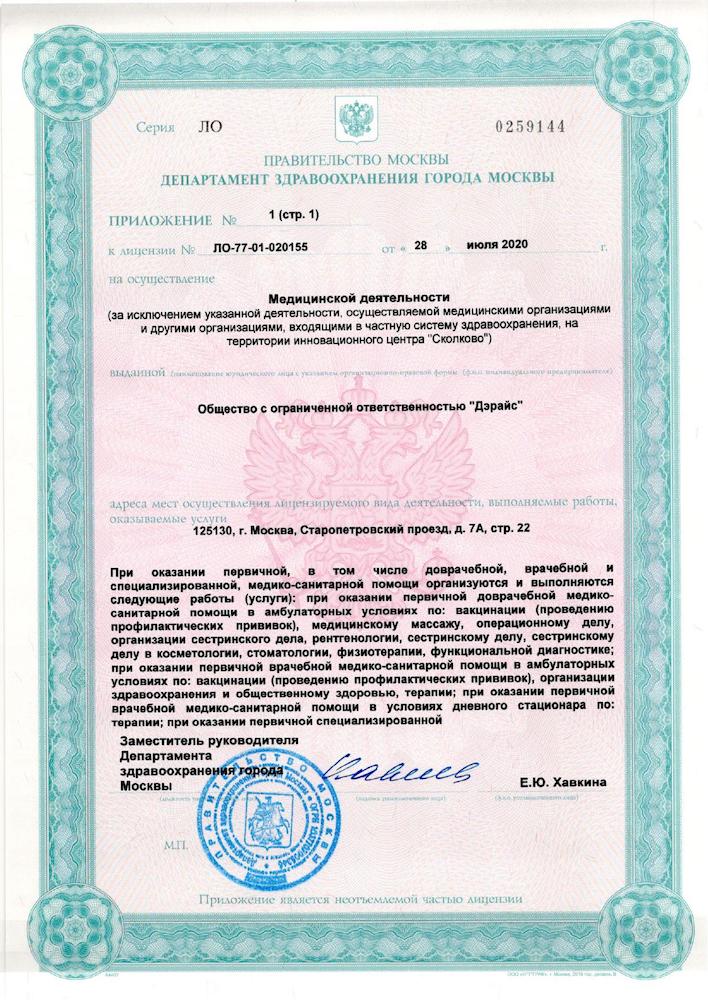 Серия ЛО 0259144
ПРАВИТЕЛЬСТВО МОСКВЫ
ДЕПАРТАМЕНТ ЗДРАВООХРАНЕНИЯ ГОРОДА МОСКВЫ
ПРИЛОЖЕНИЕ № 1 (стр. 1)
к лицензии № ЛО-77-01-020155 от « 28 » июля 2020 г.
на осуществление
Медицинской деятельности
(за исключением указанной деятельности, осуществляемой медицинскими организациями
и другими организациями, входящими в частную систему здравоохранения, на
территории инновационного центра "Сколково")
выданной (наименование юридического лица с указанием организационно-правовой формы (ф.и.о. индивидуального предпринимателя)
Общество с ограниченной ответственностью "Дэрайс"
адреса мест осуществления лицензируемого вида деятельности, выполняемые работы,
оказываемые услуги
125130, г. Москва, Старопетровский проезд, д. 7А, стр. 22
При оказании первичной, в том числе доврачебной, врачебной и
специализированной, медико-санитарной помощи организуются и выполняются
следующие работы (услуги): при оказании первичной доврачебной медико-
санитарной помощи в амбулаторных условиях по: вакцинации (проведению
профилактических прививок), медицинскому массажу, операционному делу,
организации сестринского дела, рентгенологии, сестринскому делу, сестринскому
делу в косметологии, стоматологии, физиотерапии, функциональной диагностике;
при оказании первичной врачебной медико-санитарной помощи в амбулаторных
условиях по: вакцинации (проведению профилактических прививок), организации
здравоохранения и общественному здоровью, терапии; при оказании первичной
врачебной медико-санитарной помощи в условиях дневного стационара по:
терапии; при оказании первичной специализированной
Заместитель руководителя
Департамента
здравоохранения города
Москвы
Е.Ю. Хавкина
(подпись уполномоченного лица) (ф.и.о. уполномоченного лица)
ПРАВИТЕЛЬСТВО МОСКВЫ
М.П.
Приложение является неотъемлемой частью лицензии